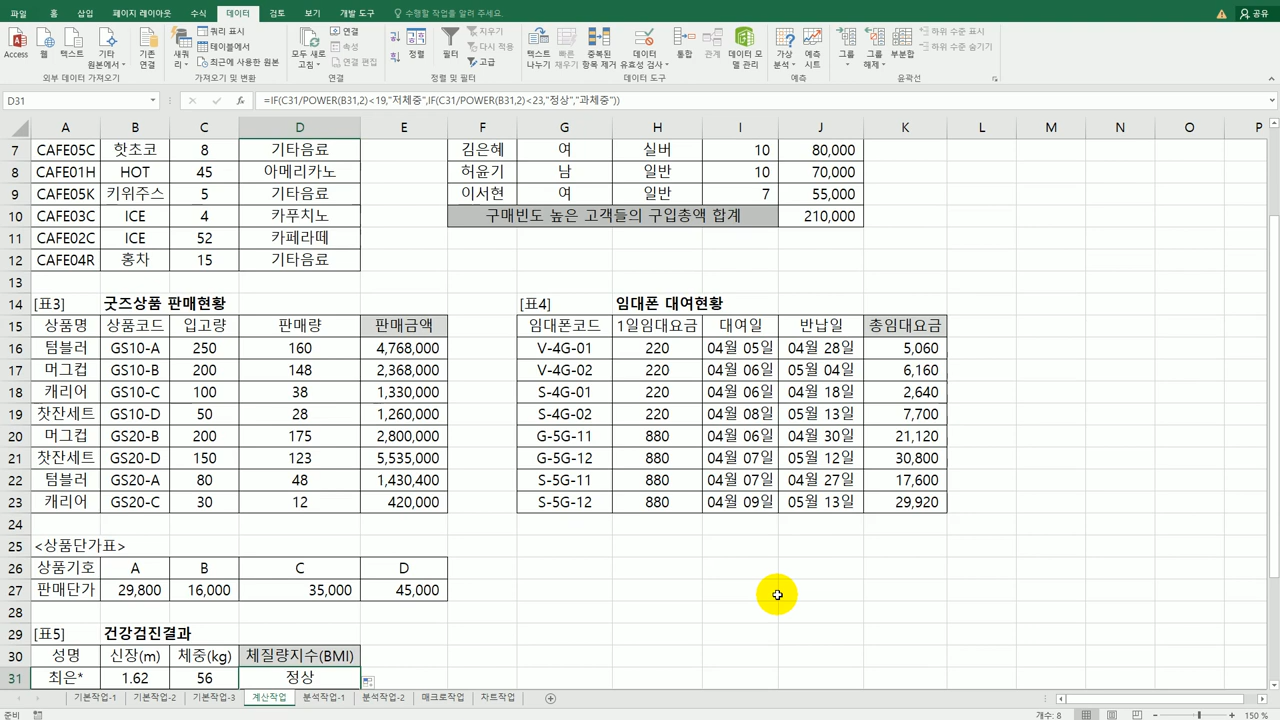 파일 홈 삽입 페이지 레이아웃 수식 데이터 검토 보기 개발 도구 수행할 작업을 알려 주세요. 공유
Access 웹 텍스트 기타 원본에서 기존 연결 새쿼리 쿼리 표시 테이블에서 최근에 사용한 원본 모두 새로 고침 연결 속성 연결 편집 정렬 필터 지우기 다시 적용 고급 텍스트 나누기 빠른 채우기 중복된 항목 제거 데이터 유효성 검사 통합 관계 데이터 모델 관리 가상 분석 예측 시트 그룹 그룹 해제 부분합 하위 수준 표시 하위 수준 숨기기
외부 데이터 가져오기 가져오기 및 변환 연결 정렬 및 필터 데이터 도구 예측 윤곽선
D31 fx =IF(C31/POWER(B31,2)<19,"저체중",IF(C31/POWER(B31,2)<23,"정상","과체중"))
A B C D E F G H I J K L M N O P
7 CAFE05C 핫초코 8 기타음료 김은혜 여 실버 10 80,000
8 CAFE01H HOT 45 아메리카노 허윤기 남 일반 10 70,000
9 CAFE05K 키위주스 5 기타음료 이서현 여 일반 7 55,000
10 CAFE03C ICE 4 카푸치노 구매빈도 높은 고객들의 구입총액 합계 210,000
11 CAFE02C ICE 52 카페라떼
12 CAFE04R 홍차 15 기타음료
13
14 [표3] 굿즈상품 판매현황 [표4] 임대폰 대여현황
15 상품명 상품코드 입고량 판매량 판매금액 임대폰코드 1일임대요금 대여일 반납일 총임대요금
16 텀블러 GS10-A 250 160 4,768,000 V-4G-01 220 04월 05일 04월 28일 5,060
17 머그컵 GS10-B 200 148 2,368,000 V-4G-02 220 04월 06일 05월 04일 6,160
18 캐리어 GS10-C 100 38 1,330,000 S-4G-01 220 04월 06일 04월 18일 2,640
19 찻잔세트 GS10-D 50 28 1,260,000 S-4G-02 220 04월 08일 05월 13일 7,700
20 머그컵 GS20-B 200 175 2,800,000 G-5G-11 880 04월 06일 04월 30일 21,120
21 찻잔세트 GS20-D 150 123 5,535,000 G-5G-12 880 04월 07일 05월 12일 30,800
22 텀블러 GS20-A 80 48 1,430,400 S-5G-11 880 04월 07일 04월 27일 17,600
23 캐리어 GS20-C 30 12 420,000 S-5G-12 880 04월 09일 05월 13일 29,920
24
25 <상품단가표>
26 상품기호 A B C D
27 판매단가 29,800 16,000 35,000 45,000
28
29 [표5] 건강검진결과
30 성명 신장(m) 체중(kg) 체질량지수(BMI)
31 최은* 1.62 56 정상
기본작업-1 기본작업-2 기본작업-3 계산작업 분석작업-1 분석작업-2 매크로작업 차트작업
준비 개수: 8 150 %